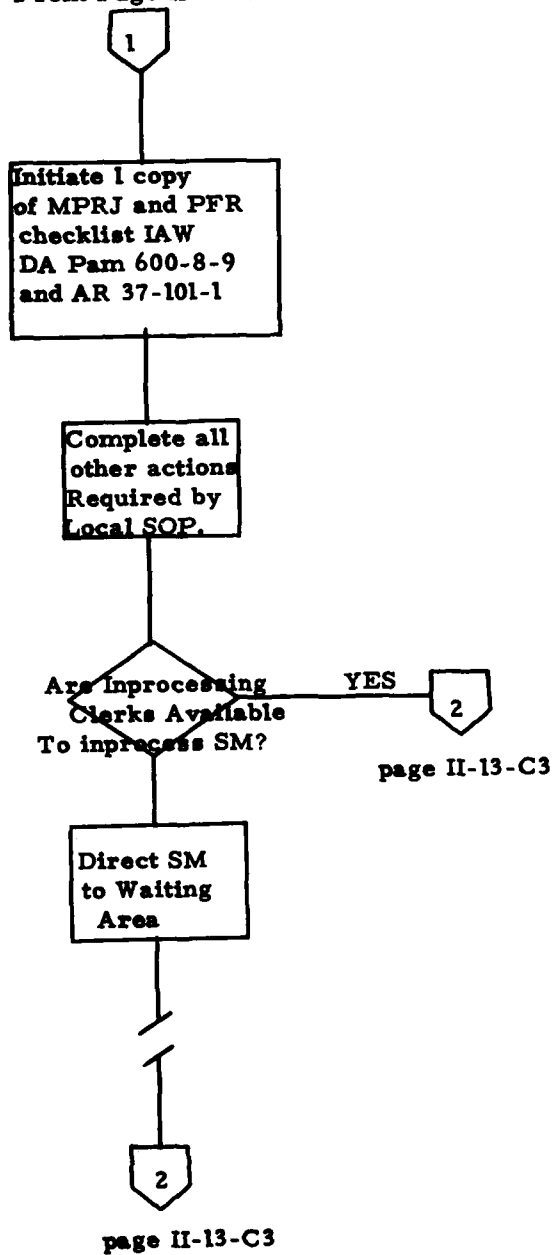 1
Initiate 1 copy
of MPRJ and PFR
checklist IAW
DA Pam 600-8-9
and AR 37-101-1
Complete all
other actions
Required by
Local SOP.
Are Inprocessing
Clerks Available
To inprocess SM?
YES
2
page II-13-C3
Direct SM
to Waiting
Area
2
page II-13-C3